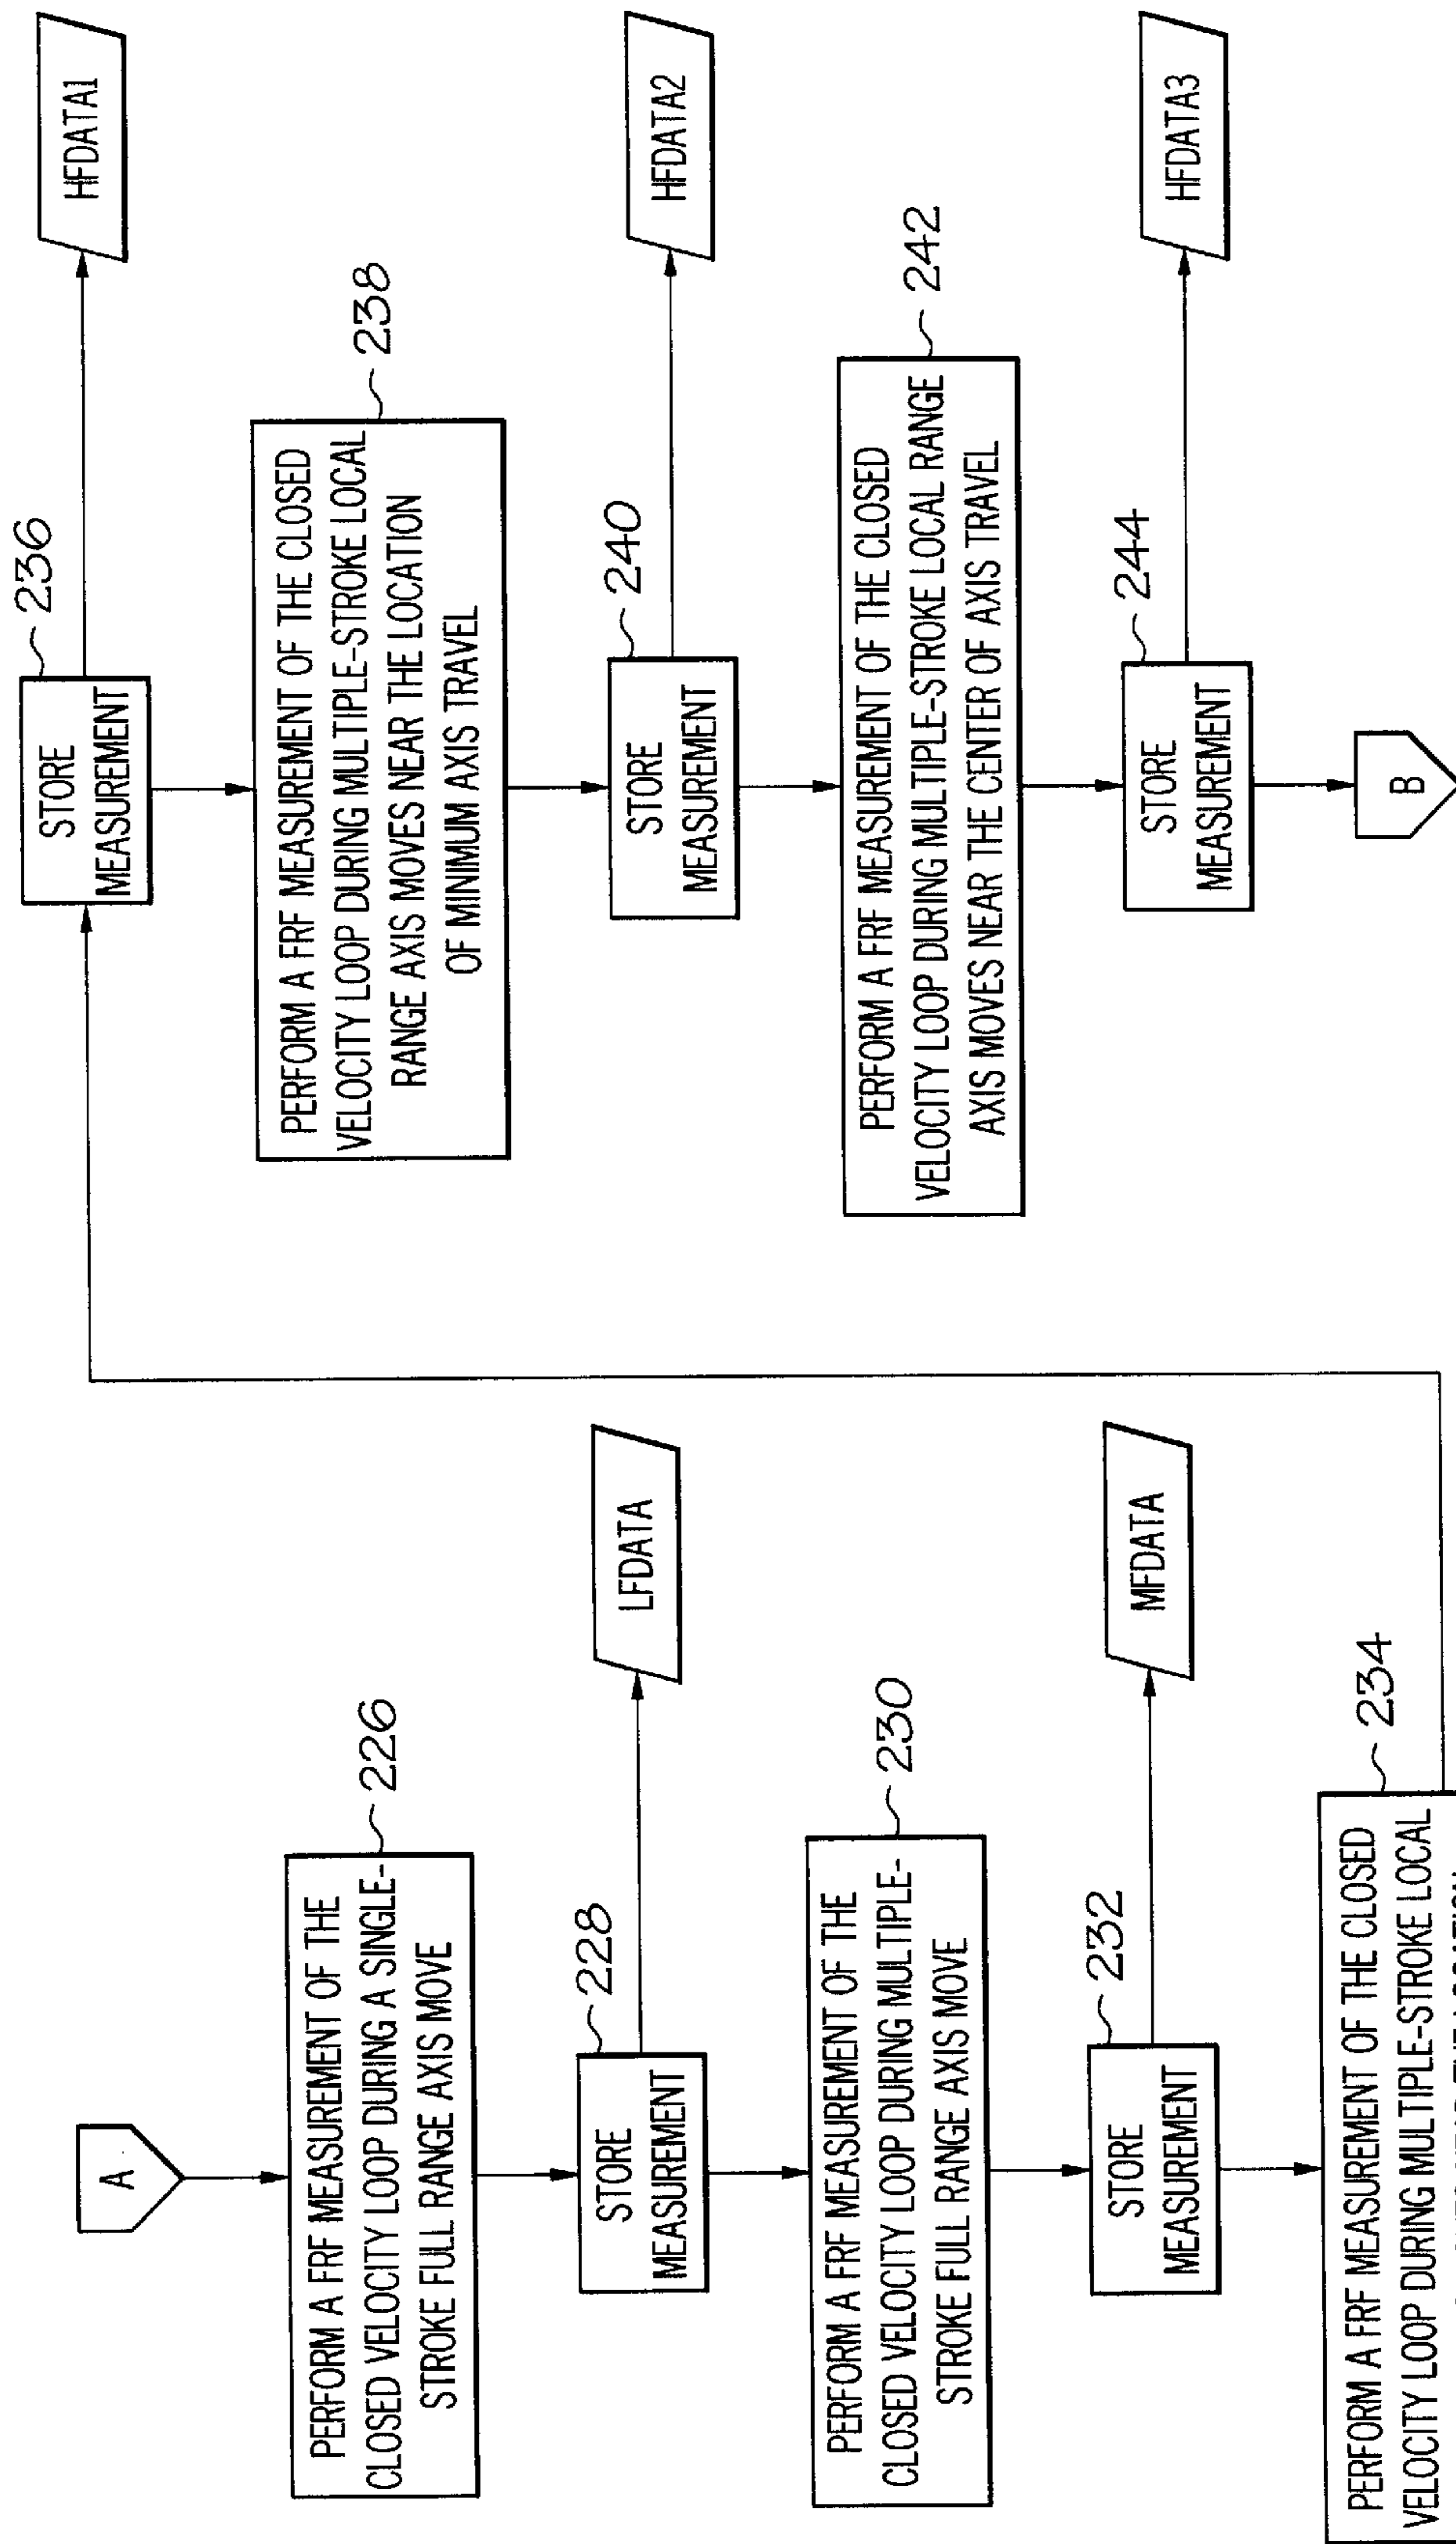 A
PERFORM A FRF MEASUREMENT OF THE
CLOSED VELOCITY LOOP DURING A SINGLE-
STROKE FULL RANGE AXIS MOVE
226
STORE
MEASUREMENT
228
LFDATA
PERFORM A FRF MEASUREMENT OF THE
CLOSED VELOCITY LOOP DURING MULTIPLE-
STROKE FULL RANGE AXIS MOVE
230
STORE
MEASUREMENT
232
MFDATA
PERFORM A FRF MEASUREMENT OF THE CLOSED
VELOCITY LOOP DURING MULTIPLE-STROKE LOCAL
234
STORE
MEASUREMENT
236
HFDATA1
PERFORM A FRF MEASUREMENT OF THE CLOSED
VELOCITY LOOP DURING MULTIPLE-STROKE LOCAL
RANGE AXIS MOVES NEAR THE LOCATION
OF MINIMUM AXIS TRAVEL
238
STORE
MEASUREMENT
240
HFDATA2
PERFORM A FRF MEASUREMENT OF THE CLOSED
VELOCITY LOOP DURING MULTIPLE-STROKE LOCAL RANGE
AXIS MOVES NEAR THE CENTER OF AXIS TRAVEL
242
STORE
MEASUREMENT
244
HFDATA3
B